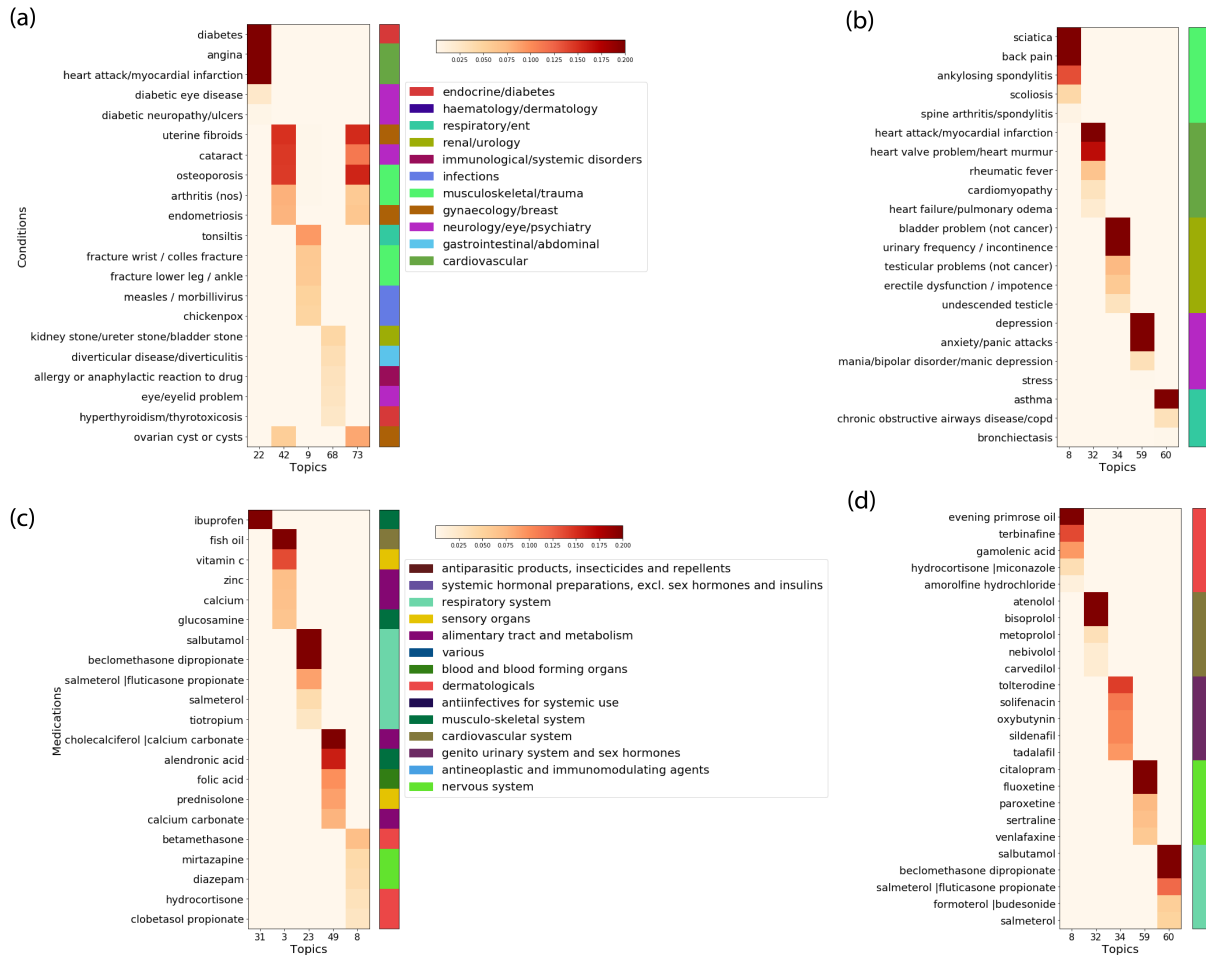 (a)
diabetes
angina
heart attack/myocardial infarction
diabetic eye disease
diabetic neuropathy/ulcers
uterine fibroids
cataract
osteoporosis
arthritis (nos)
endometriosis
tonsiltis
fracture wrist / colles fracture
fracture lower leg / ankle
measles / morbillivirus
chickenpox
kidney stone/ureter stone/bladder stone
diverticular disease/diverticulitis
allergy or anaphylactic reaction to drug
eye/eyelid problem
hyperthyroidism/thyrotoxicosis
ovarian cyst or cysts
Conditions
22 42 9 68 73
Topics
0.025 0.050 0.075 0.100 0.125 0.150 0.175 0.200
endocrine/diabetes
haematology/dermatology
respiratory/ent
renal/urology
immunological/systemic disorders
infections
musculoskeletal/trauma
gynaecology/breast
neurology/eye/psychiatry
gastrointestinal/abdominal
cardiovascular
(b)
sciatica
back pain
ankylosing spondylitis
scoliosis
spine arthritis/spondylitis
heart attack/myocardial infarction
heart valve problem/heart murmur
rheumatic fever
cardiomyopathy
heart failure/pulmonary odema
bladder problem (not cancer)
urinary frequency / incontinence
testicular problems (not cancer)
erectile dysfunction / impotence
undescended testicle
depression
anxiety/panic attacks
mania/bipolar disorder/manic depression
stress
asthma
chronic obstructive airways disease/copd
bronchiectasis
8 32 34 59 60
Topics
(c)
ibuprofen
fish oil
vitamin c
zinc
calcium
glucosamine
salbutamol
beclomethasone dipropionate
salmeterol |fluticasone propionate
salmeterol
tiotropium
cholecalciferol |calcium carbonate
alendronic acid
folic acid
prednisolone
calcium carbonate
betamethasone
mirtazapine
diazepam
hydrocortisone
clobetasol propionate
Medications
31 3 23 49 8
Topics
0.025 0.050 0.075 0.100 0.125 0.150 0.175 0.200
antiparasitic products, insecticides and repellents
systemic hormonal preparations, excl. sex hormones and insulins
respiratory system
sensory organs
alimentary tract and metabolism
various
blood and blood forming organs
dermatologicals
antiinfectives for systemic use
musculo-skeletal system
cardiovascular system
genito urinary system and sex hormones
antineoplastic and immunomodulating agents
nervous system
(d)
evening primrose oil
terbinafine
gamolenic acid
hydrocortisone |miconazole
amorolfine hydrochloride
atenolol
bisoprolol
metoprolol
nebivolol
carvedilol
tolterodine
solifenacin
oxybutynin
sildenafil
tadalafil
citalopram
fluoxetine
paroxetine
sertraline
venlafaxine
salbutamol
beclomethasone dipropionate
salmeterol |fluticasone propionate
formoterol |budesonide
salmeterol
8 32 34 59 60
Topics